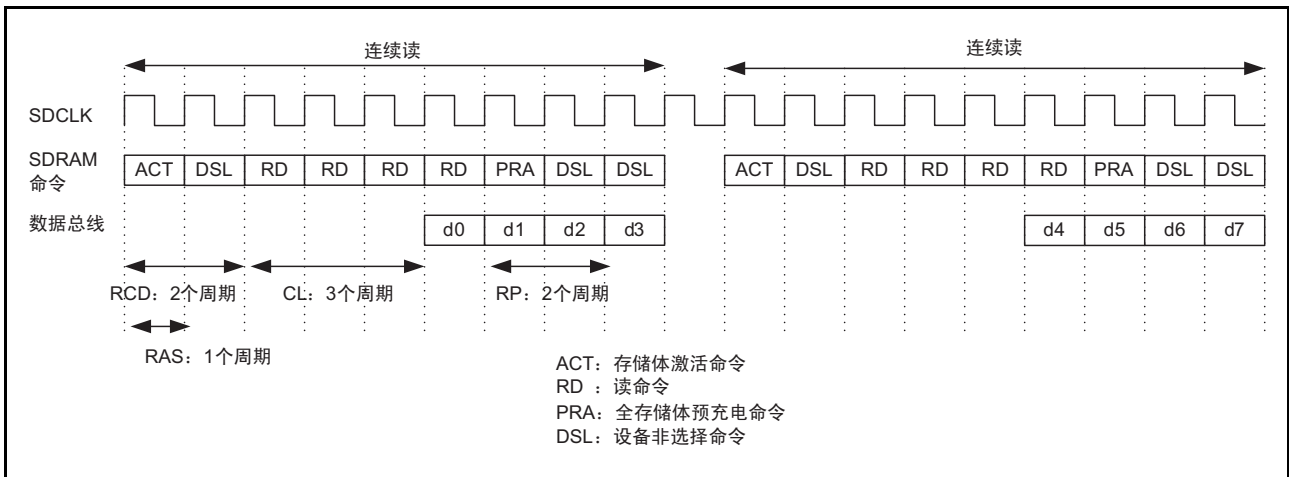 连续读 连续读
SDCLK
SDRAM
命令
ACT DSL RD RD RD RD PRA DSL DSL ACT DSL RD RD RD RD PRA DSL DSL
数据总线
d0 d1 d2 d3 d4 d5 d6 d7
RCD：2个周期 CL：3个周期 RP：2个周期
RAS：1个周期
ACT：存储体激活命令
RD ：读命令
PRA：全存储体预充电命令
DSL：设备非选择命令